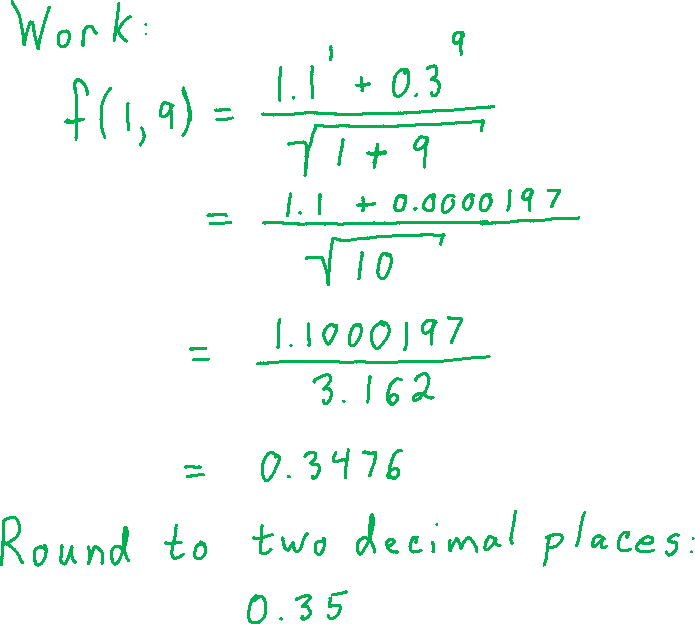 Work:
f(1,9) = (1.1^1 + 0.3^9) / √(1 + 9)
= (1.1 + 0.0000197) / √10
= 1.1000197 / 3.162
= 0.3476
Round to two decimal places:
0.35